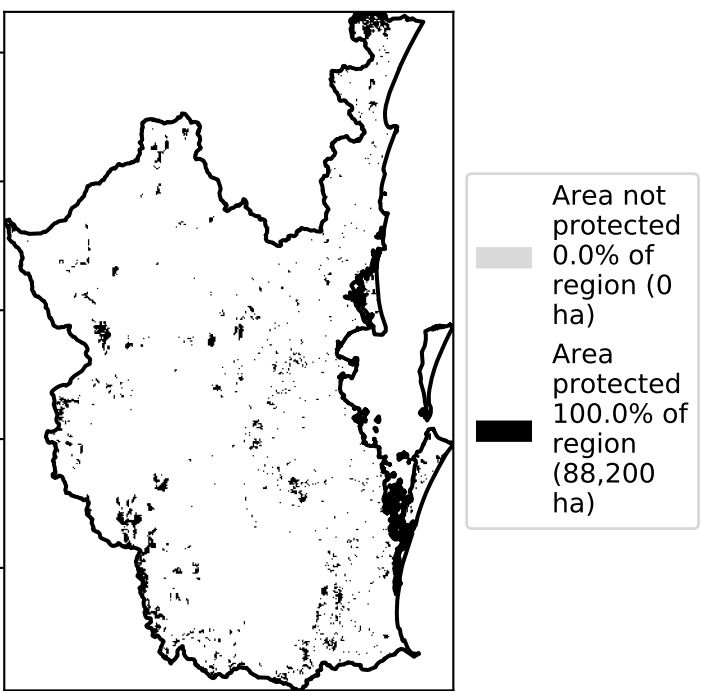 Area not
protected
0.0% of
region (0
ha)
Area
protected
100.0% of
region
(88,200
ha)